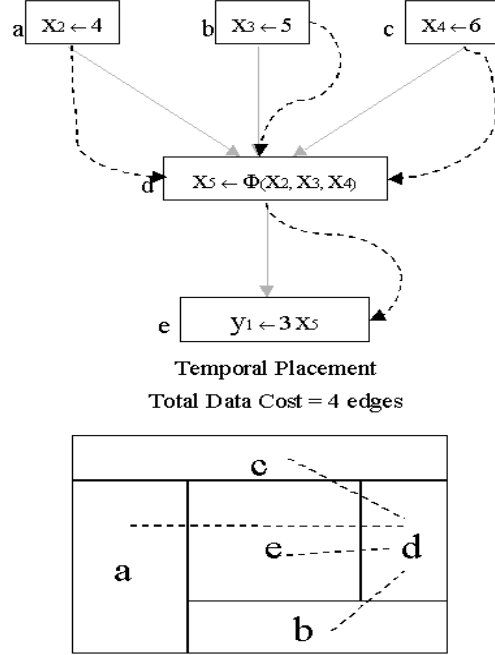 a x₂ ← 4 b x₃ ← 5 c x₄ ← 6
d x₅ ← Φ(x₂, x₃, x₄)
e y₁ ← 3 x₅
Temporal Placement
Total Data Cost = 4 edges
c
a e d
b